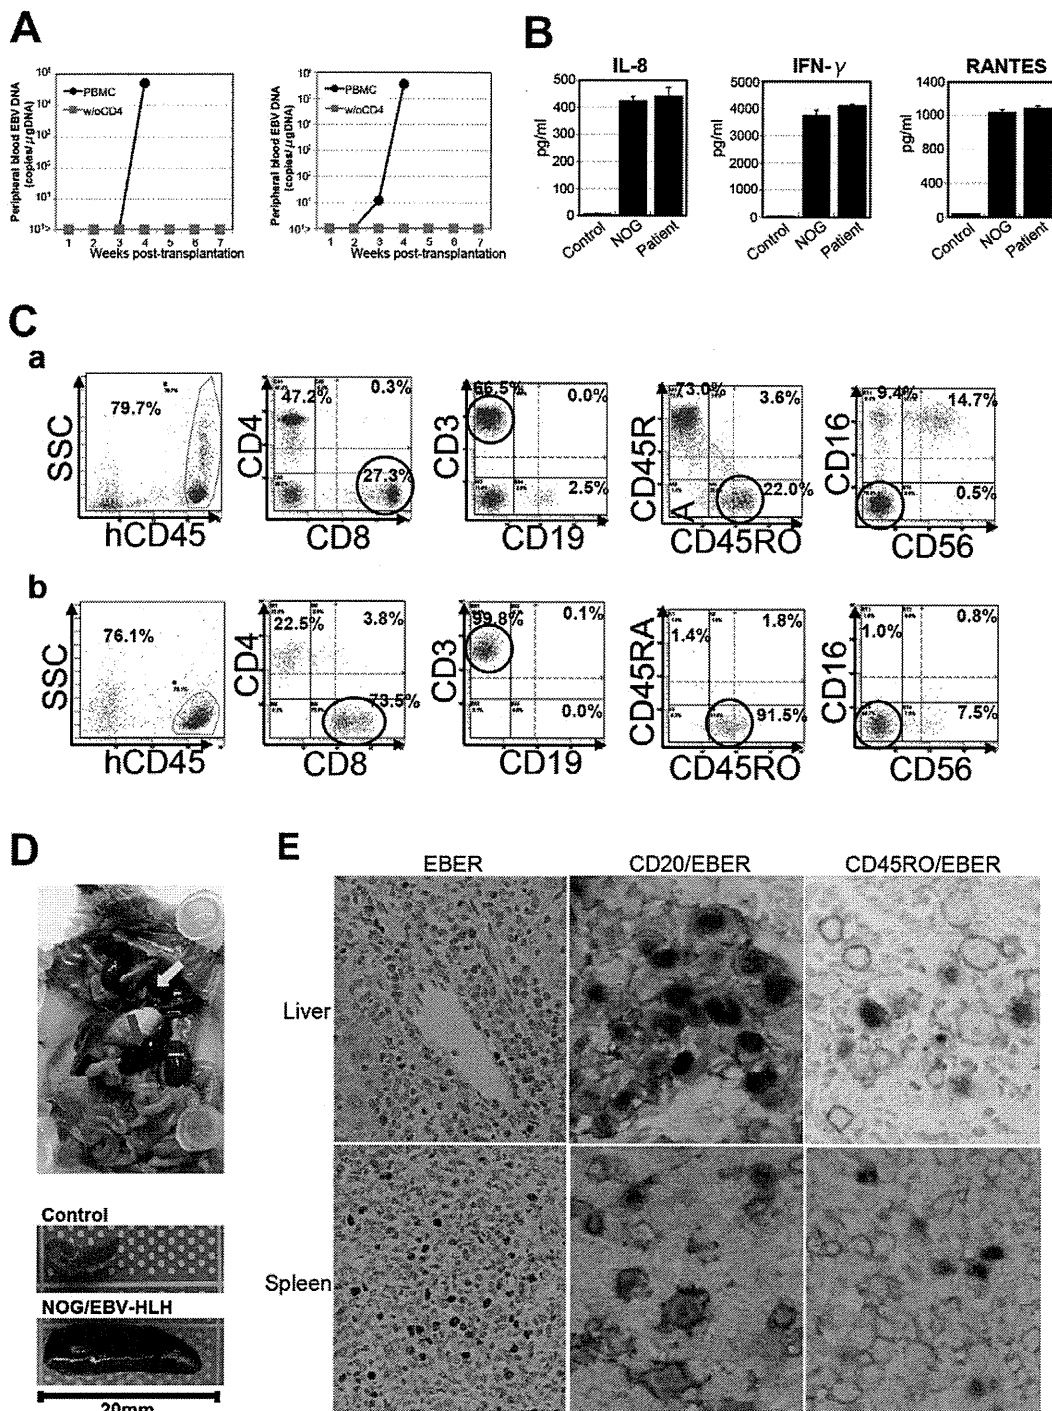 A
Peripheral blood EBV DNA
(copies/μgDNA)
PBMC
w/oCD4
1 2 3 4 5 6 7
Weeks post-transplantation
Peripheral blood EBV DNA
(copies/μgDNA)
PBMC
w/oCD4
1 2 3 4 5 6 7
Weeks post-transplantation
B
IL-8
pg/ml
500
400
300
200
100
0
Control
NOG
Patient
IFN-γ
pg/ml
5000
4000
3000
2000
1000
0
Control
NOG
Patient
RANTES
pg/ml
1400
1200
1000
800
400
0
Control
NOG
Patient
C
a
79.7%
SSC
hCD45
47.2%
0.3%
27.3%
CD4
CD8
66.5%
0.0%
2.5%
CD3
CD19
73.0%
3.6%
22.0%
CD45R
A
CD45RO
9.4%
14.7%
0.5%
CD16
CD56
b
76.1%
SSC
hCD45
22.5%
3.8%
73.5%
CD4
CD8
99.8%
0.1%
0.0%
CD3
CD19
1.4%
1.8%
91.5%
CD45RA
CD45RO
1.0%
0.8%
7.5%
CD16
CD56
D
Control
NOG/EBV-HLH
20mm
E
EBER
CD20/EBER
CD45RO/EBER
Liver
Spleen